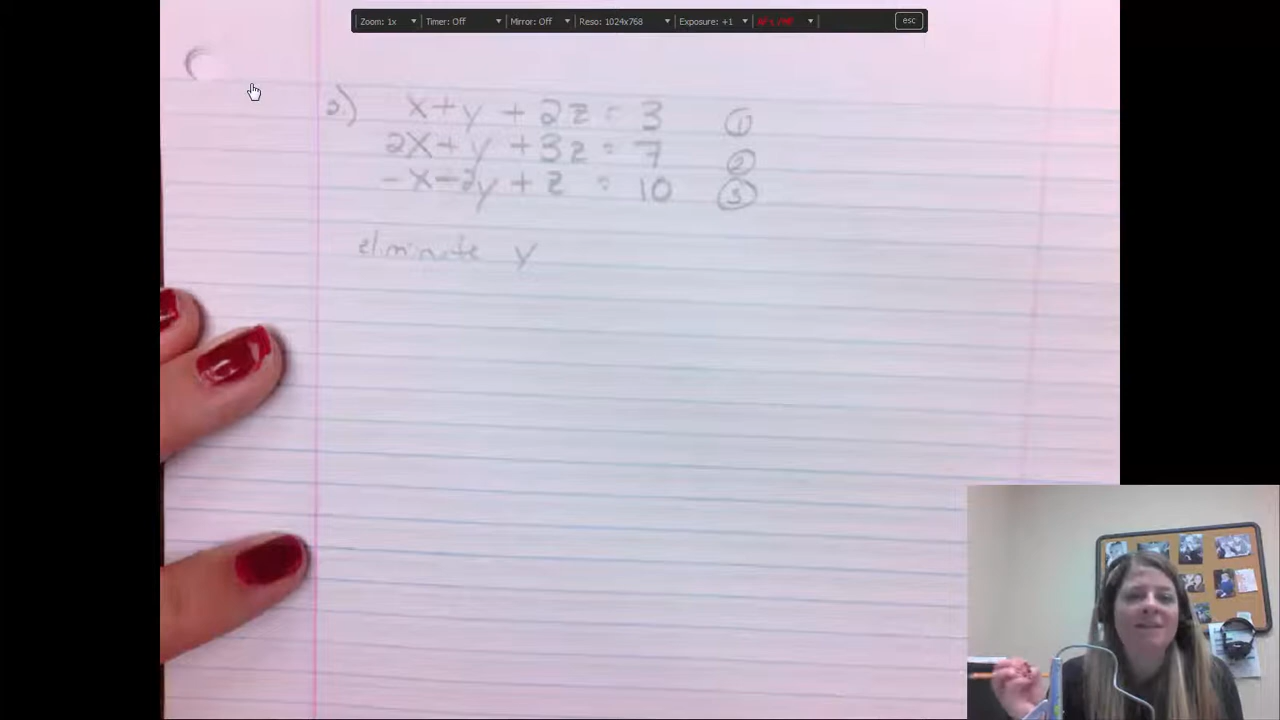 Zoom: 1x Timer: Off Mirror: Off Reso: 1024x768 Exposure: +1 esc
2.) x+y + 2z = 3 ①
2x+y + 3z = 7 ②
-x-2y + z = 10 ③
eliminate y